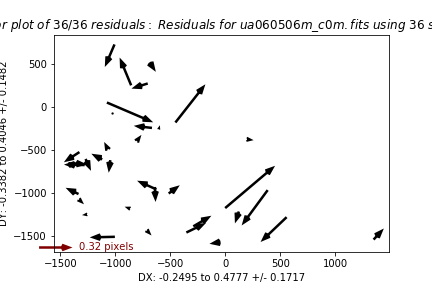 or plot of 36/36 residuals: Residuals for ua060506m_c0m.fits using 36 s
DY: -0.3382 to 0.4046 +/- 0.1482
500
0
−500
−1000
−1500
0.32 pixels
−1500 −1000 −500 0 500 1000
DX: -0.2495 to 0.4777 +/- 0.1717